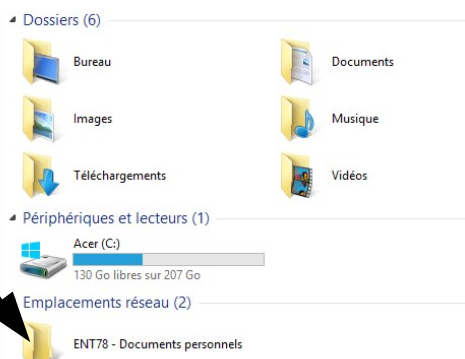 Dossiers (6)
Bureau
Documents
Images
Musique
Téléchargements
Vidéos
Périphériques et lecteurs (1)
Acer (C:)
130 Go libres sur 207 Go
Emplacements réseau (2)
ENT78 - Documents personnels